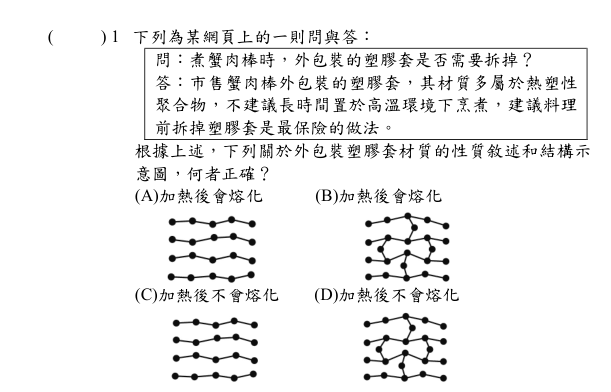 (　　) 1 下列為某網頁上的一則問與答：
問：煮蟹肉棒時，外包裝的塑膠套是否需要拆掉？
答：市售蟹肉棒外包裝的塑膠套，其材質多屬於熱塑性
聚合物，不建議長時間置於高溫環境下烹煮，建議料理
前拆掉塑膠套是最保險的做法。
根據上述，下列關於外包裝塑膠套材質的性質敘述和結構示
意圖，何者正確？
(A)加熱後會熔化 (B)加熱後會熔化
(C)加熱後不會熔化 (D)加熱後不會熔化